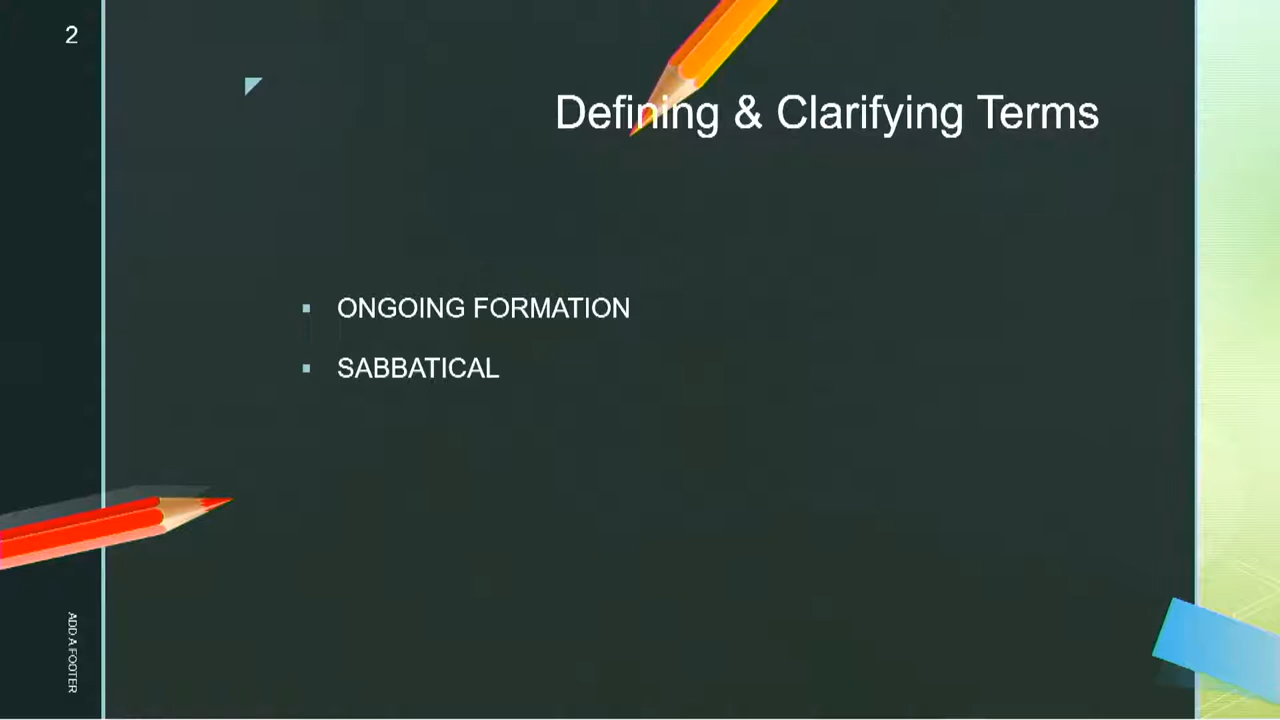 2
Defining & Clarifying Terms
▪ ONGOING FORMATION
▪ SABBATICAL
ADD A FOOTER